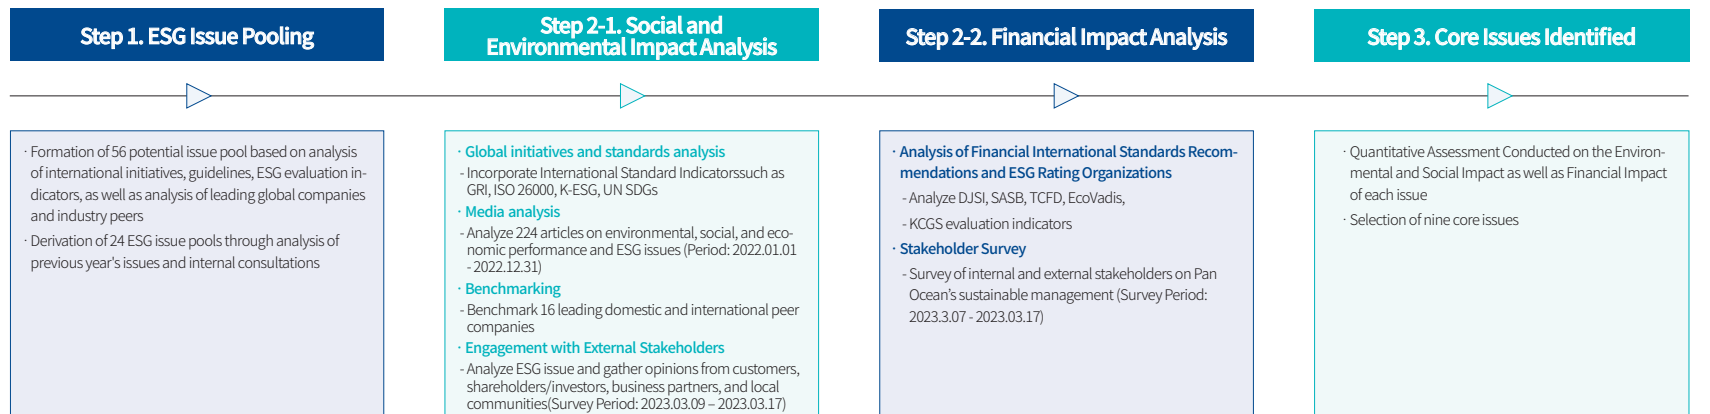 Step 1. ESG Issue Pooling
· Formation of 56 potential issue pool based on analysis
of international initiatives, guidelines, ESG evaluation in-
dicators, as well as analysis of leading global companies
and industry peers
· Derivation of 24 ESG issue pools through analysis of
previous year's issues and internal consultations
Step 2-1. Social and
Environmental Impact Analysis
· Global initiatives and standards analysis
- Incorporate International Standard Indicatorssuch as
GRI, ISO 26000, K-ESG, UN SDGs
· Media analysis
- Analyze 224 articles on environmental, social, and eco-
nomic performance and ESG issues (Period: 2022.01.01
- 2022.12.31)
· Benchmarking
- Benchmark 16 leading domestic and international peer
companies
· Engagement with External Stakeholders
- Analyze ESG issue and gather opinions from customers,
shareholders/investors, business partners, and local
communities(Survey Period: 2023.03.09 – 2023.03.17)
Step 2-2. Financial Impact Analysis
· Analysis of Financial International Standards Recom-
mendations and ESG Rating Organizations
- Analyze DJSI, SASB, TCFD, EcoVadis,
- KCGS evaluation indicators
· Stakeholder Survey
- Survey of internal and external stakeholders on Pan
Ocean’s sustainable management (Survey Period:
2023.3.07 - 2023.03.17)
Step 3. Core Issues Identified
· Quantitative Assessment Conducted on the Environ-
mental and Social Impact as well as Financial Impact
of each issue
· Selection of nine core issues